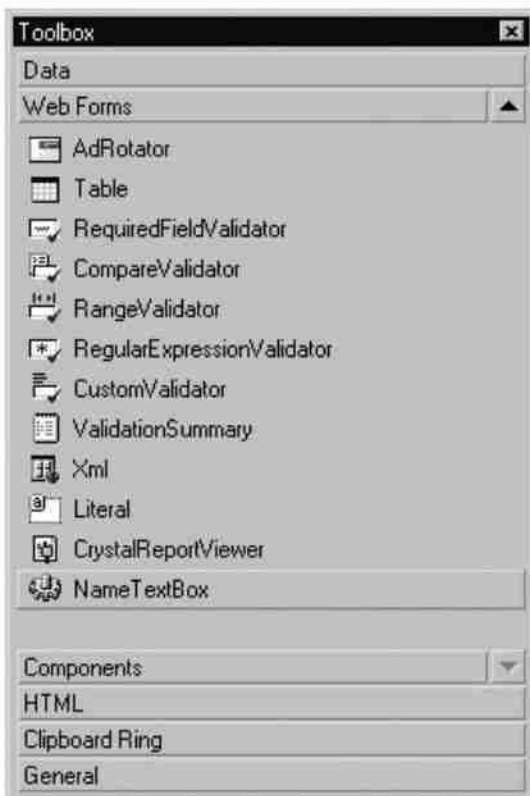 Toolbox
Data
Web Forms
AdRotator
Table
RequiredFieldValidator
CompareValidator
RangeValidator
RegularExpressionValidator
CustomValidator
ValidationSummary
Xml
Literal
CrystalReportViewer
NameTextBox
Components
HTML
Clipboard Ring
General